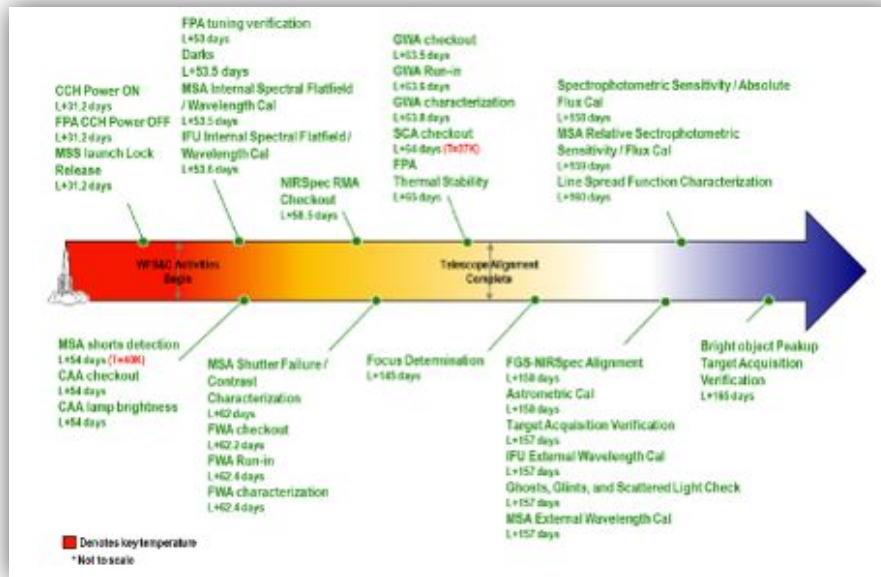 FPA tuning verification
L+53 days
Darks
L+53.5 days
MSA Internal Spectral Flatfield
/ Wavelength Cal
L+53.5 days
IFU Internal Spectral Flatfield /
Wavelength Cal
L+53.6 days
CCH Power ON
L+31.2 days
FPA CCH Power OFF
L+31.2 days
MSS launch Lock
Release
L+31.2 days
NIRSpec RMA
Checkout
L+58.5 days
GWA checkout
L+63.5 days
GWA Run-in
L+63.6 days
GWA characterization
L+63.8 days
SCA checkout
L+64 days (T=37K)
FPA
Thermal Stability
L+65 days
Spectrophotometric Sensitivity / Absolute
Flux Cal
MSA Relative Sectrophotometric
Sensitivity / Flux Cal
L+159 days
Line Spread Function Characterization
L+160 days
WFS&C Activities
Begin
Telescope Alignment
Complete
MSA shorts detection
L+54 days
CAA checkout
L+54 days
CAA lamp brightness
L+54 days
MSA Shutter Failure /
Contrast
Characterization
L+62 days
FWA checkout
L+62.2 days
FWA Run-in
L+62.4 days
FWA characterization
L+62.4 days
Focus Determination
L+145 days
FGS-NIRSpec Alignment
Astrometric Cal
Target Acquisition Verification
L+157 days
IFU External Wavelength Cal
L+157 days
Ghosts, Glints, and Scattered Light Check
L+157 days
MSA External Wavelength Cal
L+157 days
Bright object Peakup
Target Acquisition
Verification
L+165 days
Denotes key temperature
* Not to scale